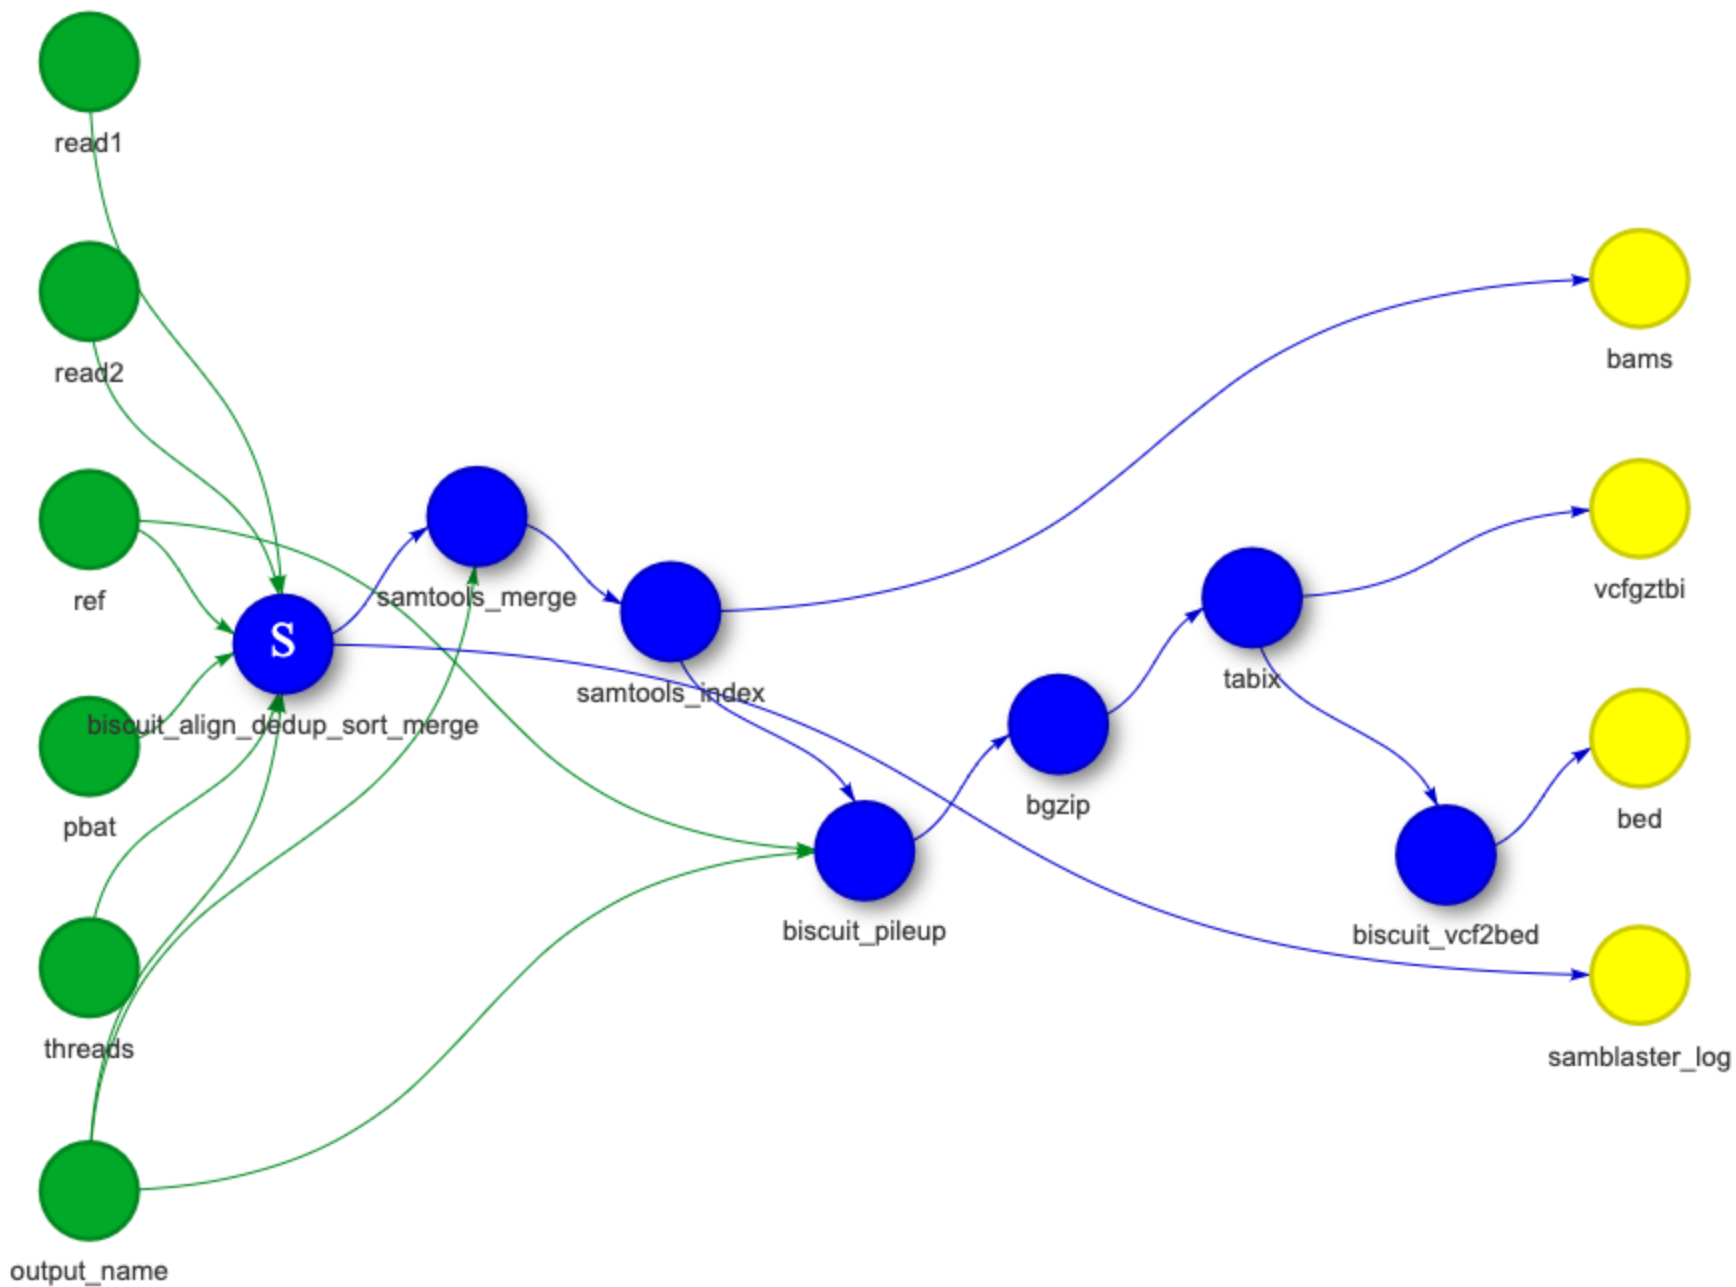 read1
read2
ref
pbat
threads
output_name
S
biscuit_align_dedup_sort_merge
samtools_merge
samtools_index
biscuit_pileup
bgzip
tabix
biscuit_vcf2bed
bams
vcfgztbi
bed
samblaster_log